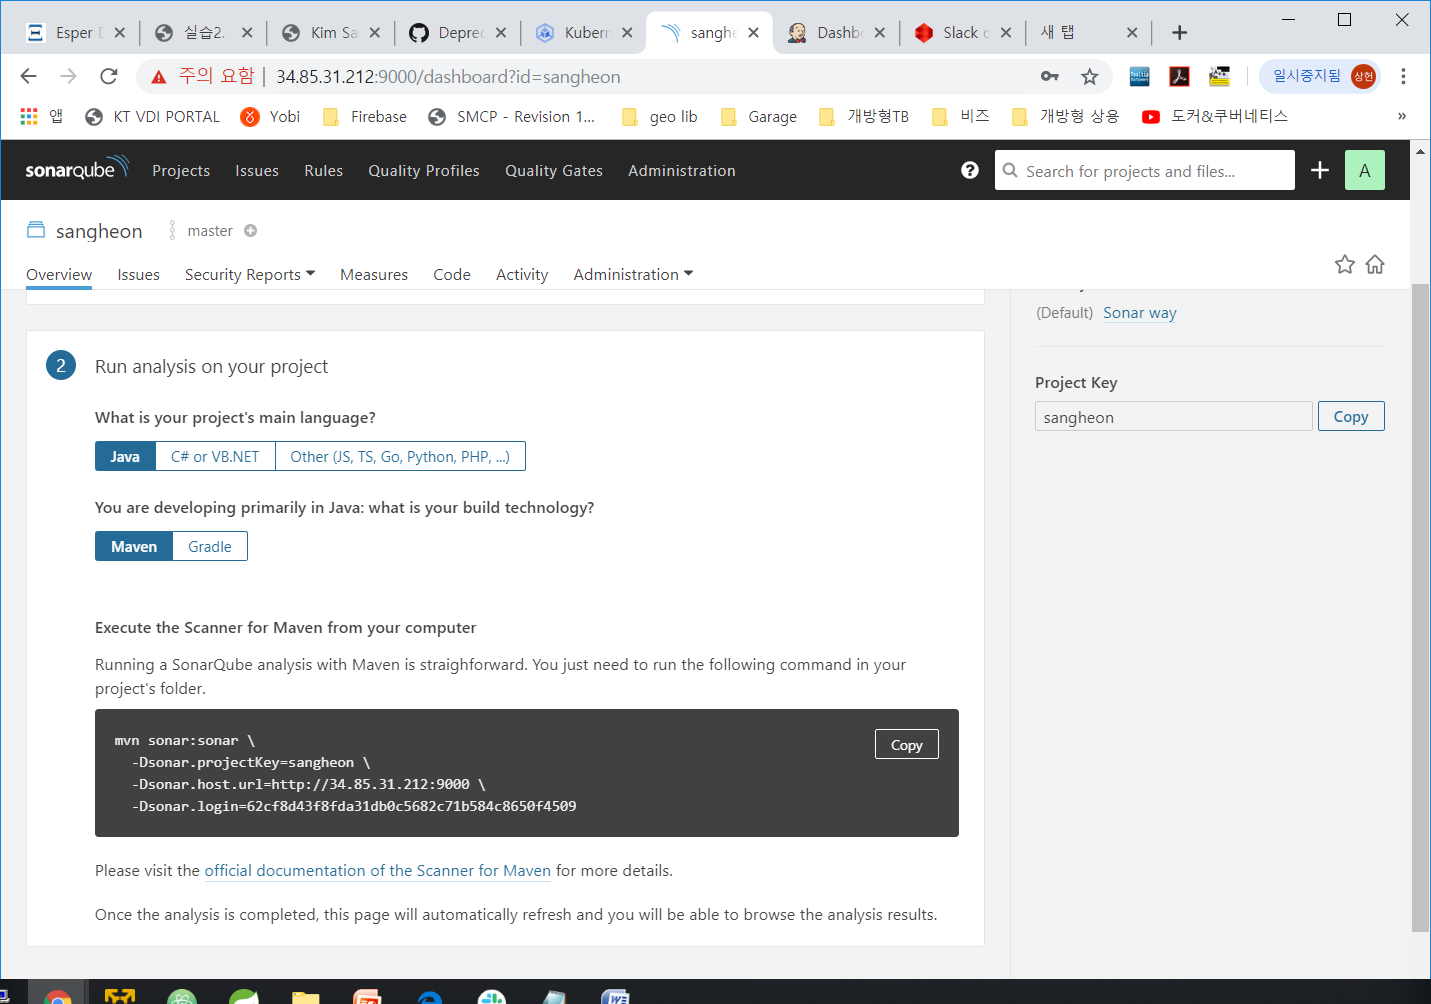 Esper D
실습2.
Kim Sa
Deprec
Kubern
sanghe
Dashbo
Slack c
새 탭
주의 요함
34.85.31.212:9000/dashboard?id=sangheon
일시중지됨
상헌
앱
KT VDI PORTAL
Yobi
Firebase
SMCP - Revision 1...
geo lib
Garage
개방형TB
비즈
개방형 상용
도커&쿠버네티스
»
sonarqube
Projects
Issues
Rules
Quality Profiles
Quality Gates
Administration
?
Search for projects and files...
+
A
sangheon
master
Overview
Issues
Security Reports
Measures
Code
Activity
Administration
(Default) Sonar way
2
Run analysis on your project
Project Key
sangheon
Copy
What is your project's main language?
Java
C# or VB.NET
Other (JS, TS, Go, Python, PHP, ...)
You are developing primarily in Java: what is your build technology?
Maven
Gradle
Execute the Scanner for Maven from your computer
Running a SonarQube analysis with Maven is straighforward. You just need to run the following command in your
project's folder.
mvn sonar:sonar \
-Dsonar.projectKey=sangheon \
-Dsonar.host.url=http://34.85.31.212:9000 \
-Dsonar.login=62cf8d43f8fda31db0c5682c71b584c8650f4509
Copy
Please visit the official documentation of the Scanner for Maven for more details.
Once the analysis is completed, this page will automatically refresh and you will be able to browse the analysis results.